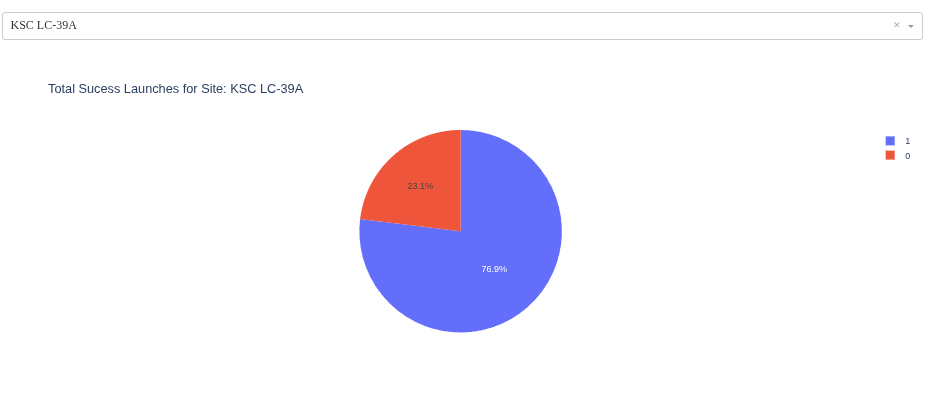 KSC LC-39A ×
Total Sucess Launches for Site: KSC LC-39A
1
0
23.1%
76.9%